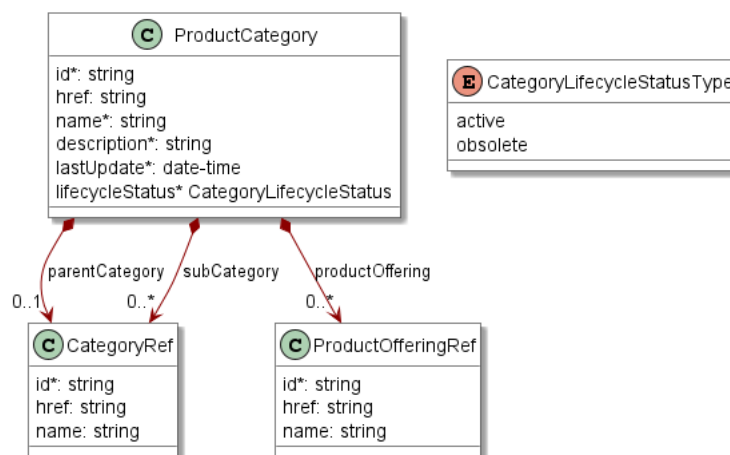 C ProductCategory
id*: string
href: string
name*: string
description*: string
lastUpdate*: date-time
lifecycleStatus* CategoryLifecycleStatus
E CategoryLifecycleStatusType
active
obsolete
parentCategory
subCategory
productOffering
0..1
0..*
0..*
C CategoryRef
id*: string
href: string
name: string
C ProductOfferingRef
id*: string
href: string
name: string